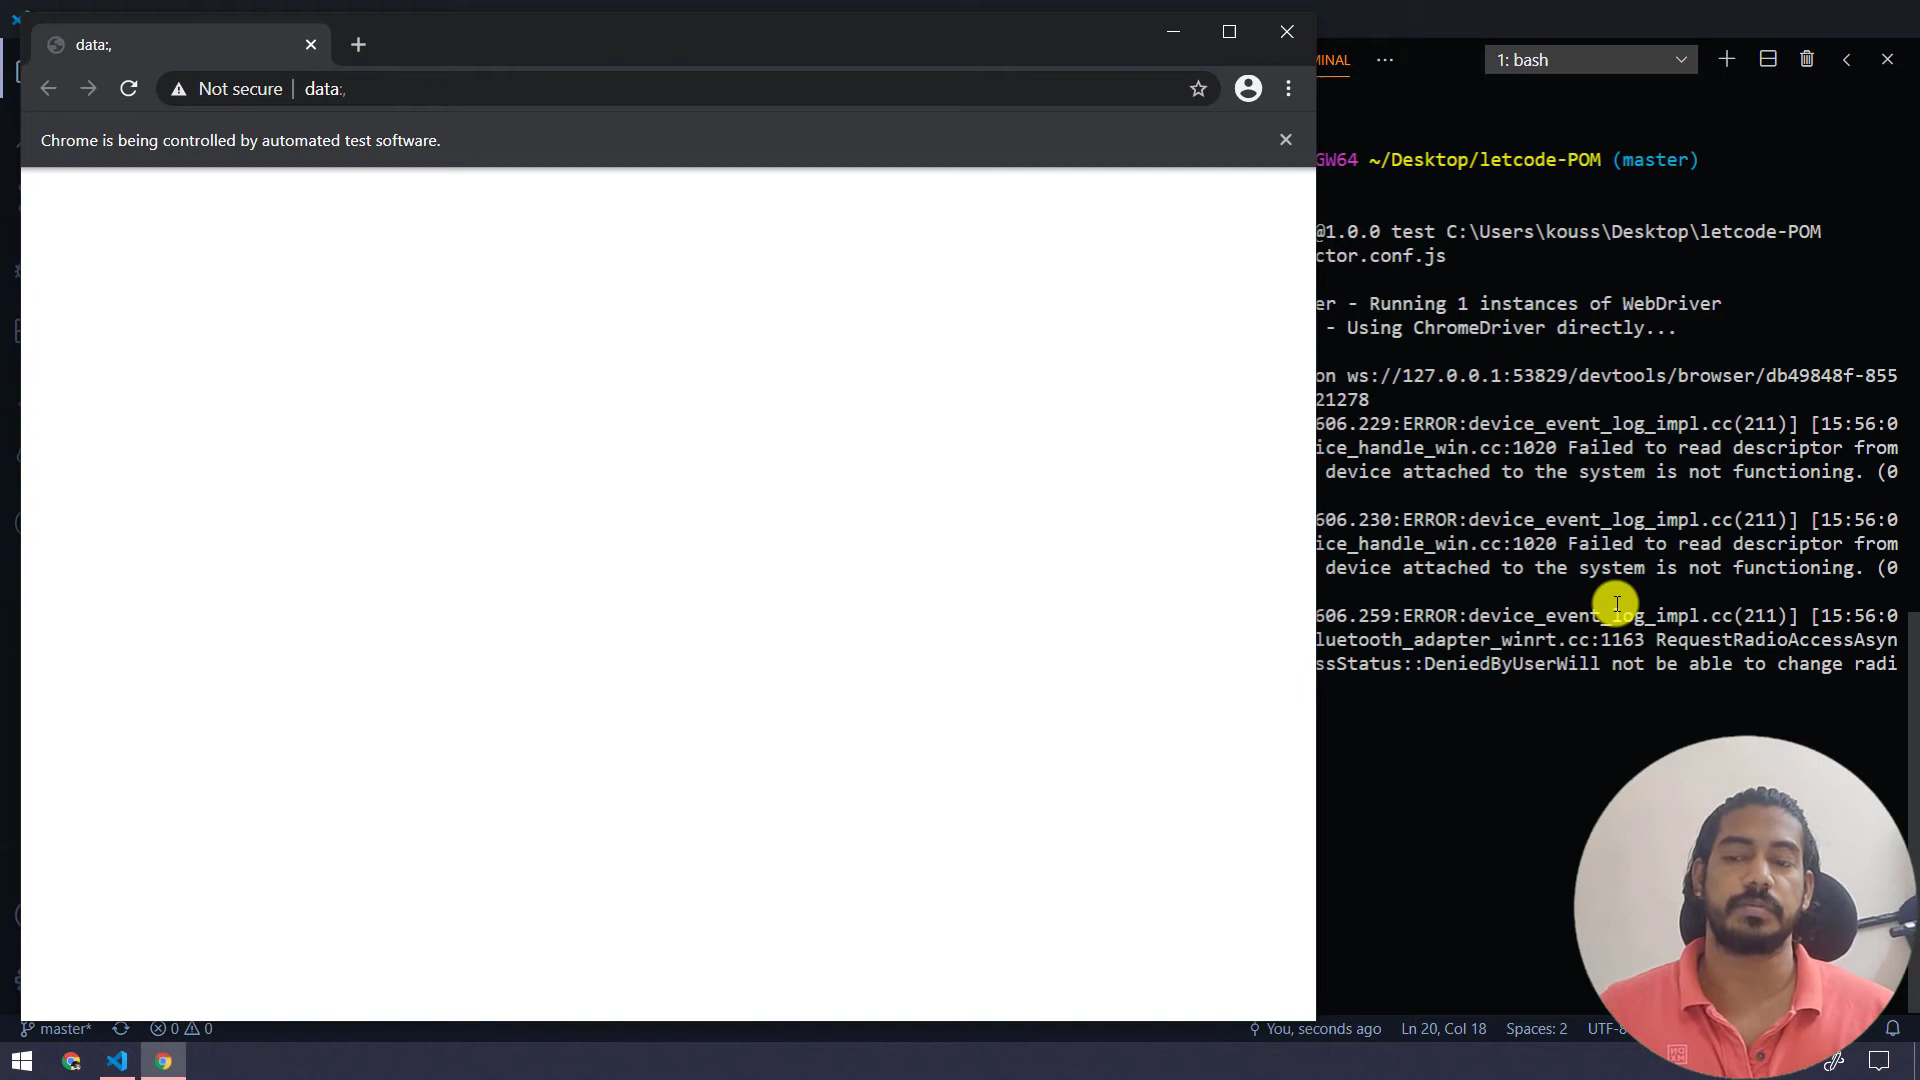 data:,
Not secure | data:,
Chrome is being controlled by automated test software.
MINAL
1: bash
GW64 ~/Desktop/letcode-POM (master)
@1.0.0 test C:\Users\kouss\Desktop\letcode-POM
ctor.conf.js
er - Running 1 instances of WebDriver
- Using ChromeDriver directly...
on ws://127.0.0.1:53829/devtools/browser/db49848f-855
21278
606.229:ERROR:device_event_log_impl.cc(211)] [15:56:0
ice_handle_win.cc:1020 Failed to read descriptor from
device attached to the system is not functioning. (0
606.230:ERROR:device_event_log_impl.cc(211)] [15:56:0
ice_handle_win.cc:1020 Failed to read descriptor from
device attached to the system is not functioning. (0
606.259:ERROR:device_event_log_impl.cc(211)] [15:56:0
luetooth_adapter_winrt.cc:1163 RequestRadioAccessAsyn
ssStatus::DeniedByUserWill not be able to change radi
master*
0
0
You, seconds ago
Ln 20, Col 18
Spaces: 2
UTF-8